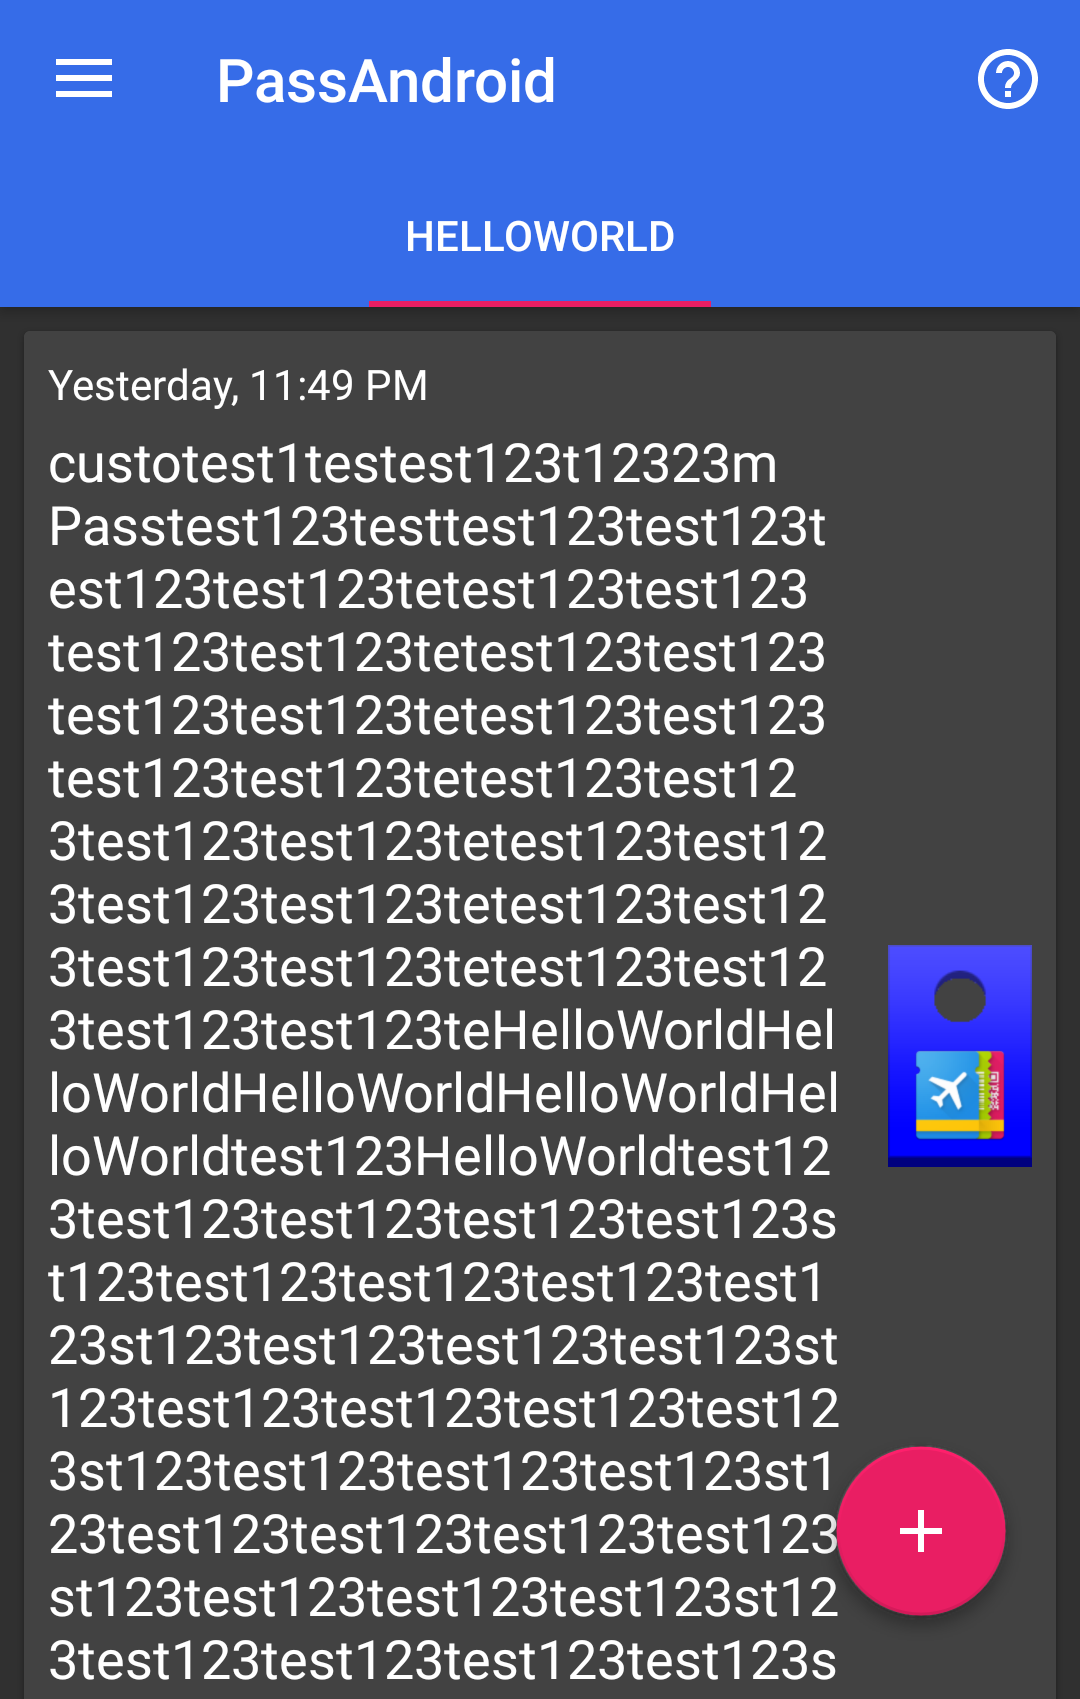 PassAndroid
HELLOWORLD
Yesterday, 11:49 PM
custotest1testest123t12323m
Passtest123testtest123test123t
est123test123tetest123test123
test123test123tetest123test123
test123test123tetest123test123
test123test123tetest123test12
3test123test123tetest123test12
3test123test123tetest123test12
3test123test123tetest123test12
3test123test123teHelloWorldHel
loWorldHelloWorldHelloWorldHel
loWorldtest123HelloWorldtest12
3test123test123test123test123s
t123test123test123test123test1
23st123test123test123test123st
123test123test123test123test12
3st123test123test123test123st1
23test123test123test123test123
st123test123test123test123st12
3test123test123test123test123s